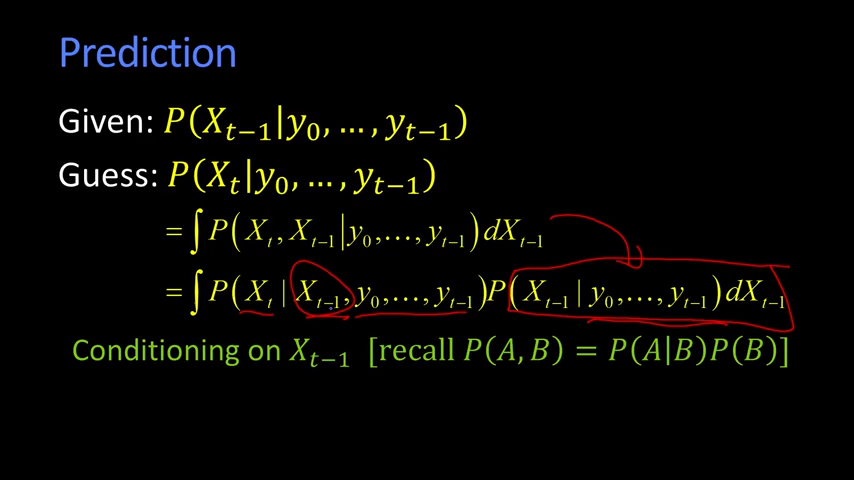 Prediction
Given: P(X_{t−1}|y_0, … , y_{t−1})
Guess: P(X_t|y_0, … , y_{t−1})
= ∫ P(X_t, X_{t−1}|y_0,…, y_{t−1})dX_{t−1}
= ∫ P(X_t | X_{t−1}, y_0,…, y_{t−1})P(X_{t−1} | y_0,…, y_{t−1})dX_{t−1}
Conditioning on X_{t−1} [recall P(A, B) = P(A|B)P(B)]